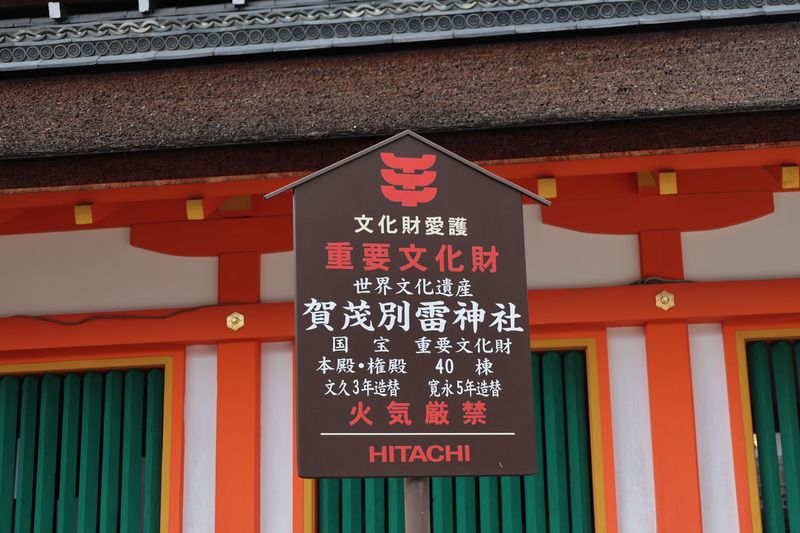 文化財愛護
重要文化財
世界文化遺産
賀茂別雷神社
国宝 重要文化財
本殿・権殿 40棟
文久3年造替 寛永5年造替
火気厳禁
HITACHI